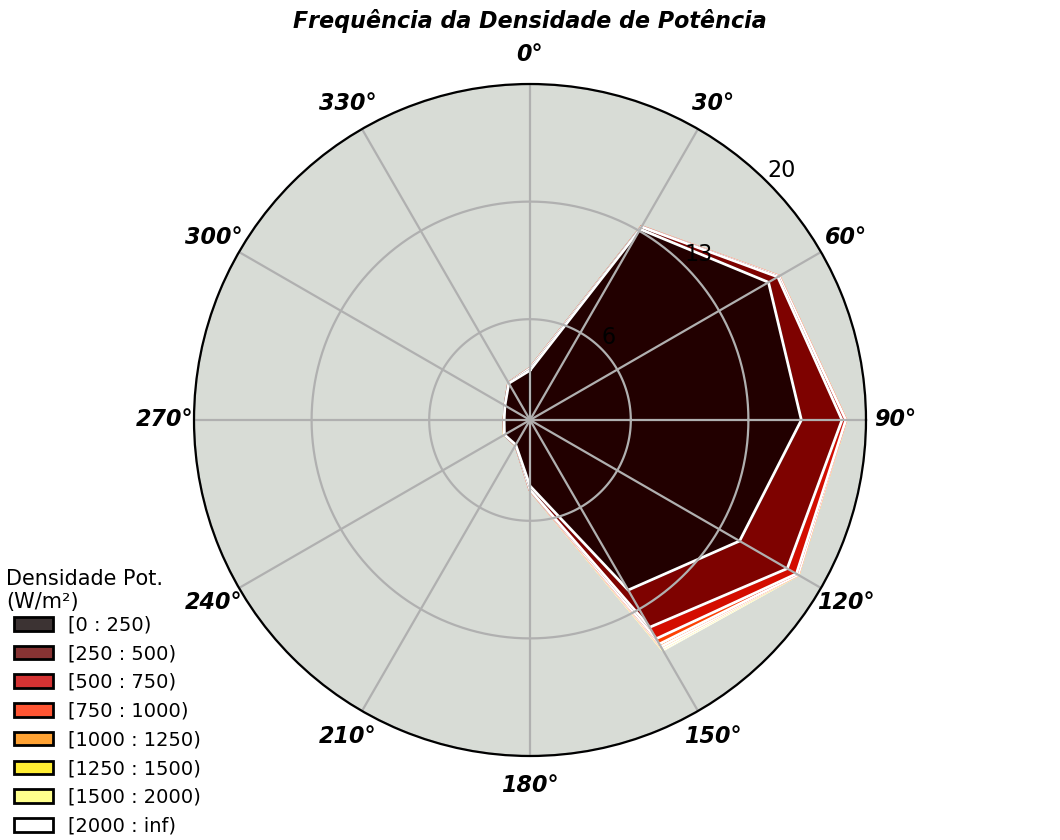 Frequência da Densidade de Potência
0°
330°
30°
20
300°
60°
13
6
270°
90°
240°
120°
210°
150°
180°
Densidade Pot.
(W/m²)
[0 : 250)
[250 : 500)
[500 : 750)
[750 : 1000)
[1000 : 1250)
[1250 : 1500)
[1500 : 2000)
[2000 : inf)